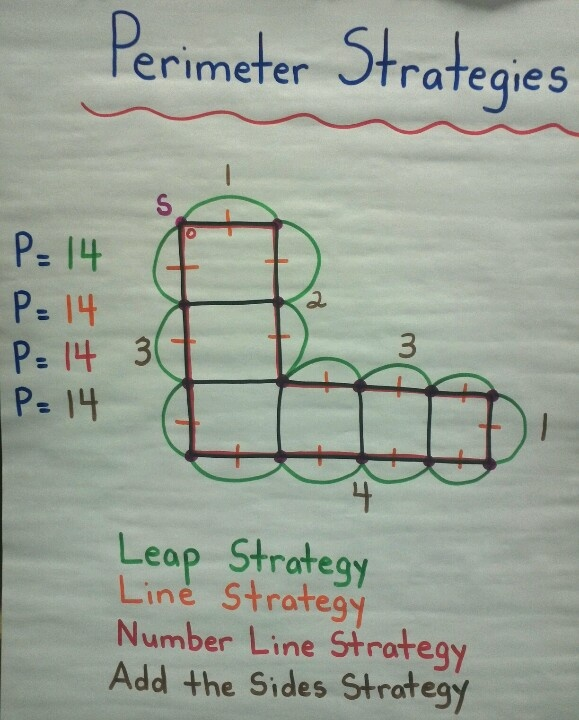 Perimeter Strategies
1
S
0
P= 14
2
P= 14
3
3
P= 14
P= 14
1
4
Leap Strategy
Line Strategy
Number Line Strategy
Add the Sides Strategy